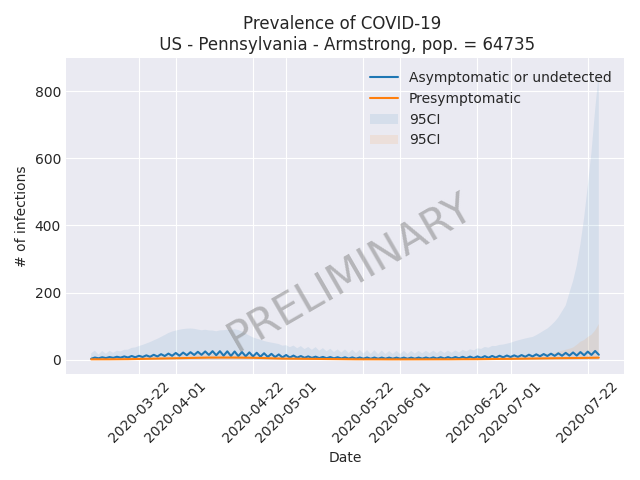 Prevalence of COVID-19
US - Pennsylvania - Armstrong, pop. = 64735
Asymptomatic or undetected
Presymptomatic
95CI
95CI
# of infections
800
600
400
200
0
PRELIMINARY
2020-03-22
2020-04-01
2020-04-22
2020-05-01
2020-05-22
2020-06-01
2020-06-22
2020-07-01
2020-07-22
Date